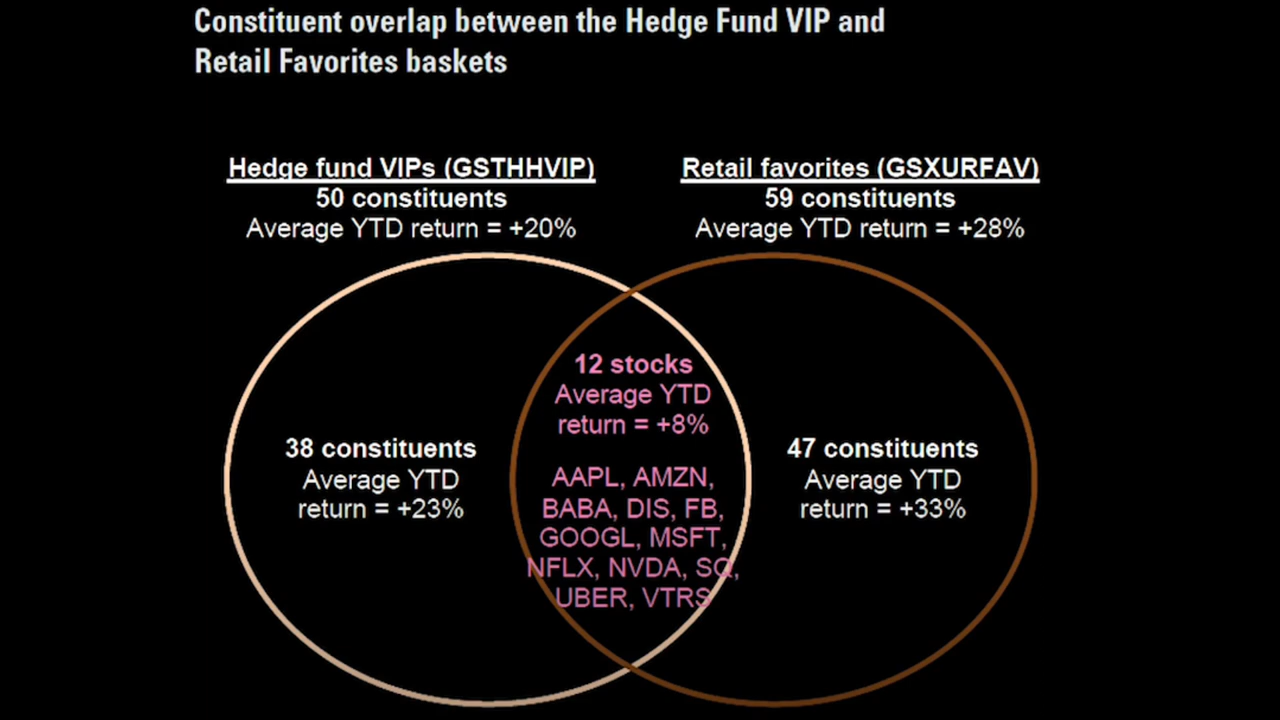 Constituent overlap between the Hedge Fund VIP and
Retail Favorites baskets
Hedge fund VIPs (GSTHHVIP)
50 constituents
Average YTD return = +20%
Retail favorites (GSXURFAV)
59 constituents
Average YTD return = +28%
38 constituents
Average YTD
return = +23%
12 stocks
Average YTD
return = +8%
AAPL, AMZN,
BABA, DIS, FB,
GOOGL, MSFT,
NFLX, NVDA, SQ,
UBER, VTRS
47 constituents
Average YTD
return = +33%